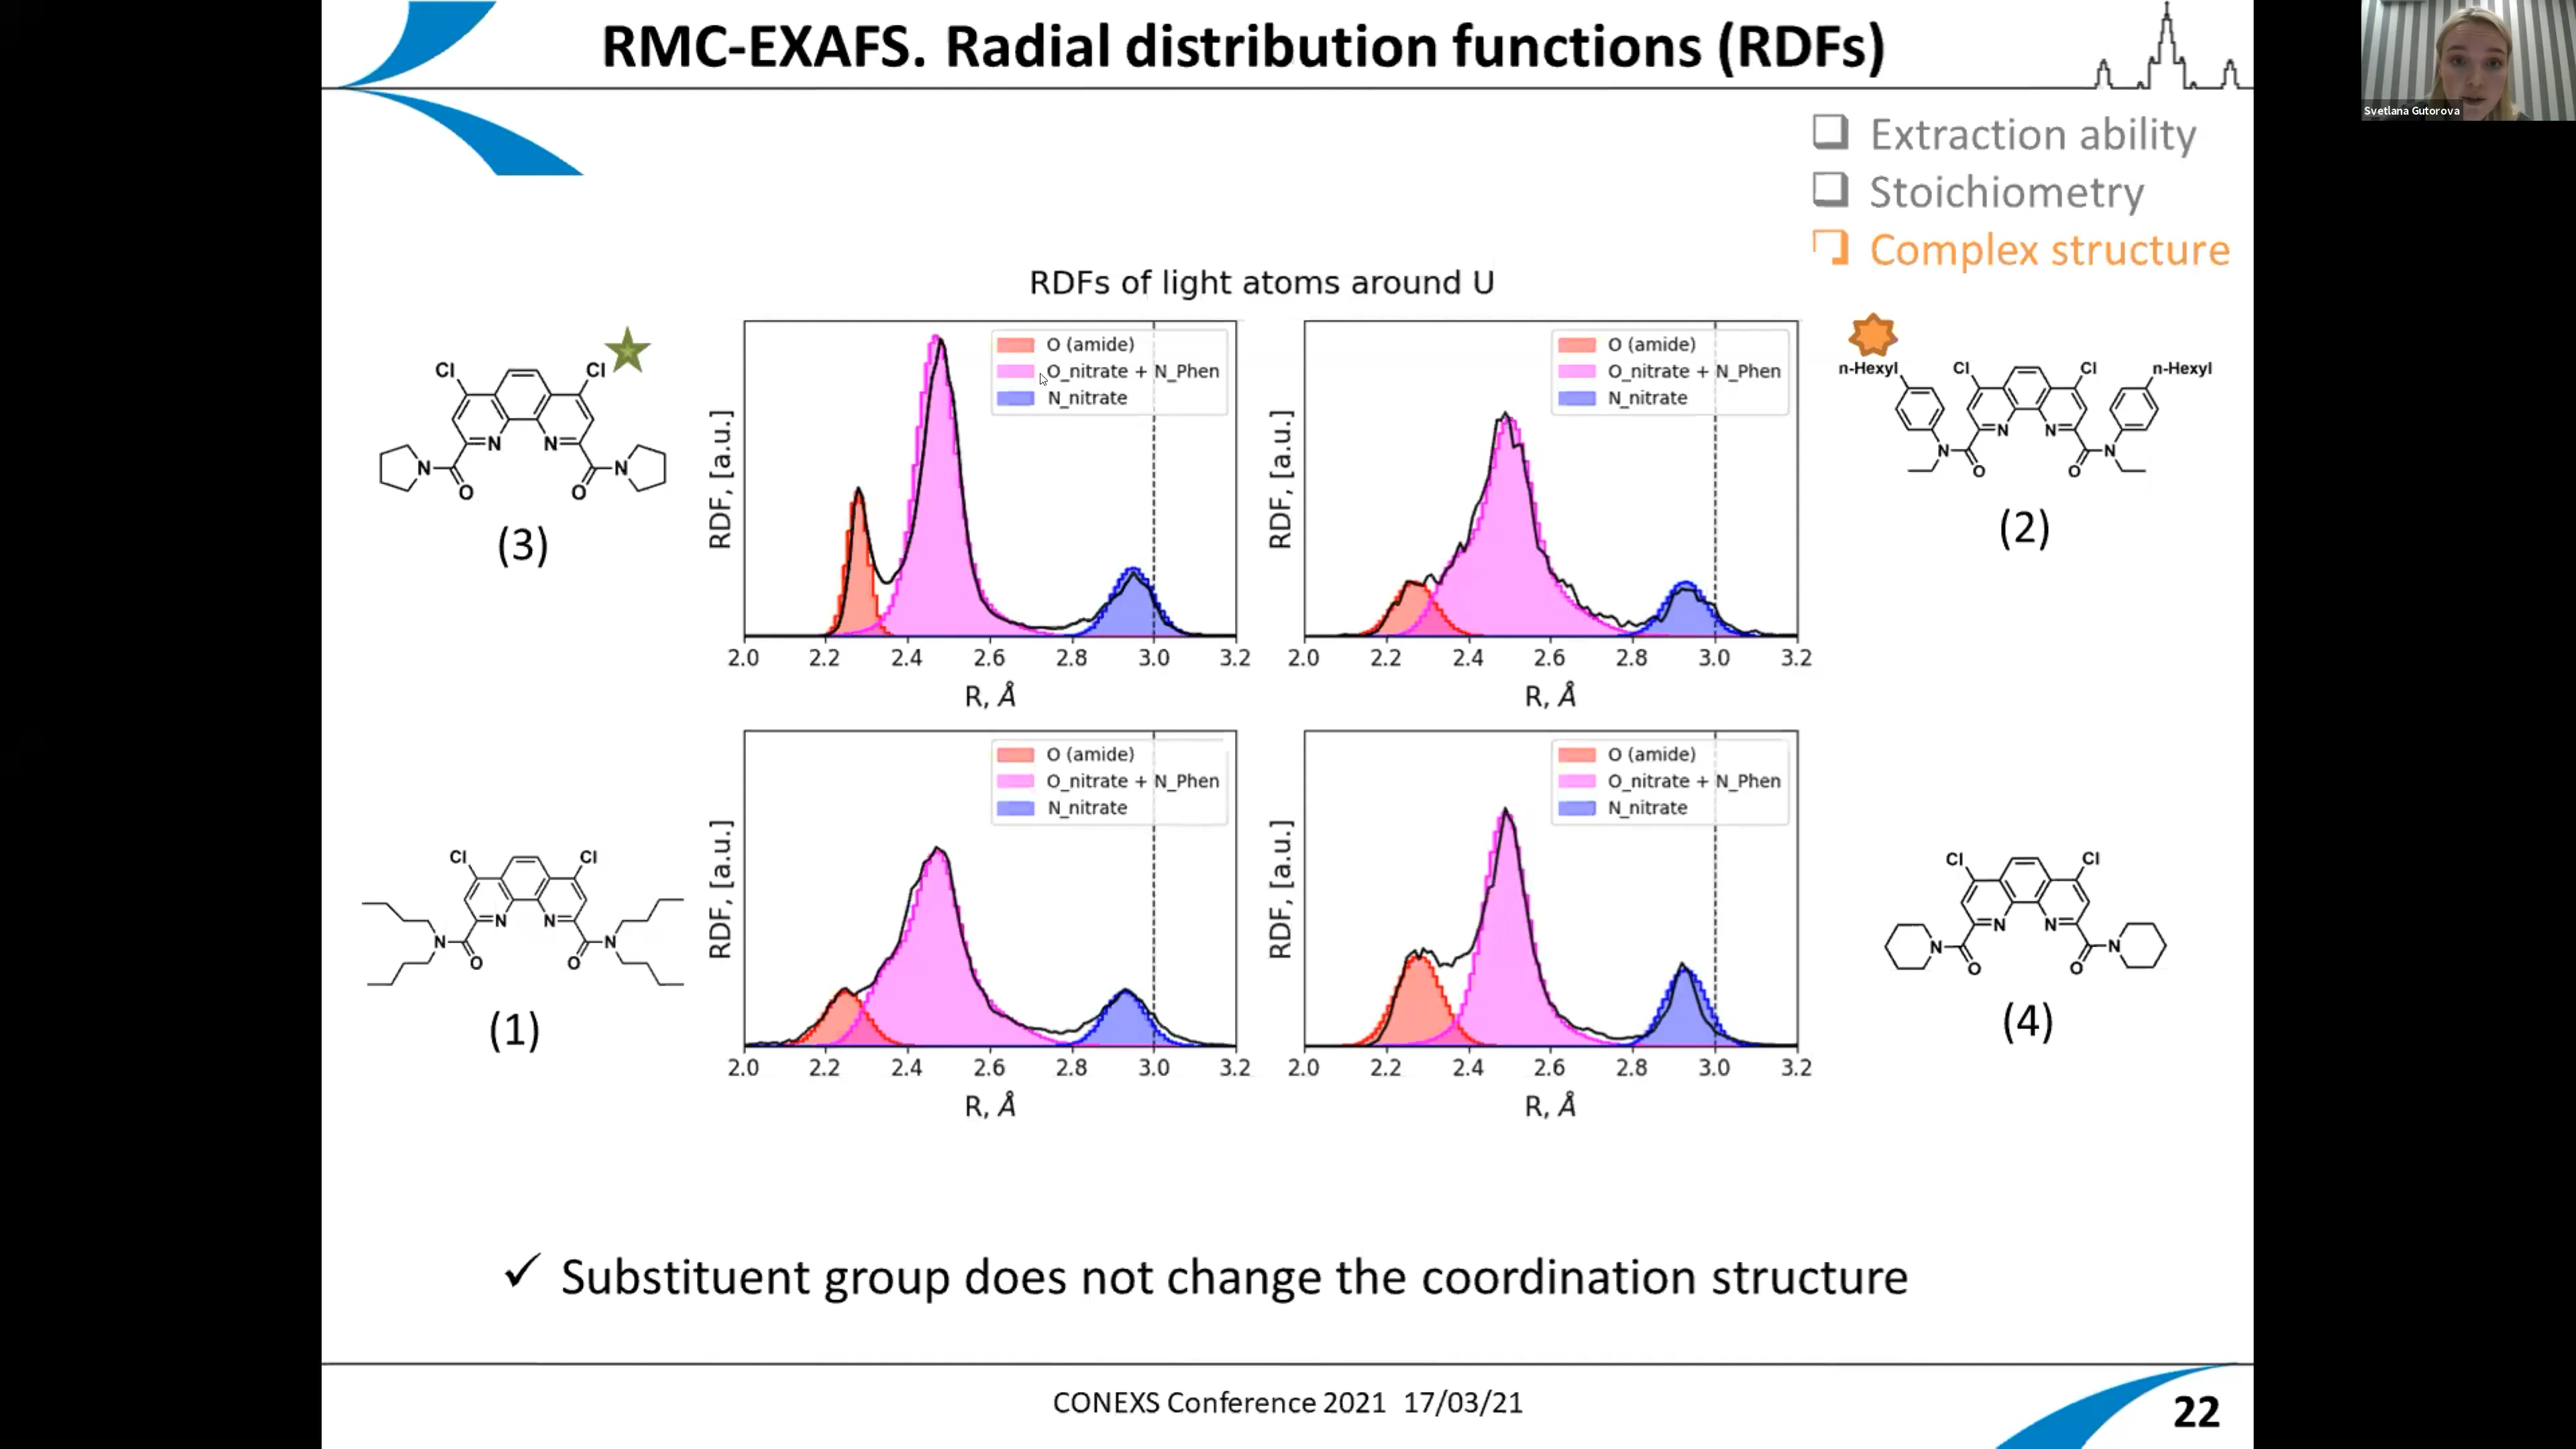 RMC-EXAFS. Radial distribution functions (RDFs)
Svetlana Gutorova
Extraction ability
Stoichiometry
Complex structure
RDFs of light atoms around U
Cl
Cl
N
N
N
N
O
O
(3)
RDF, [a.u.]
O (amide)
O_nitrate + N_Phen
N_nitrate
2.0 2.2 2.4 2.6 2.8 3.0 3.2
R, Å
RDF, [a.u.]
O (amide)
O_nitrate + N_Phen
N_nitrate
2.0 2.2 2.4 2.6 2.8 3.0 3.2
R, Å
n-Hexyl
Cl
Cl
n-Hexyl
N
N
N
N
O
O
(2)
Cl
Cl
N
N
N
N
O
O
(1)
RDF, [a.u.]
O (amide)
O_nitrate + N_Phen
N_nitrate
2.0 2.2 2.4 2.6 2.8 3.0 3.2
R, Å
RDF, [a.u.]
O (amide)
O_nitrate + N_Phen
N_nitrate
2.0 2.2 2.4 2.6 2.8 3.0 3.2
R, Å
Cl
Cl
N
N
N
N
O
O
(4)
✓ Substituent group does not change the coordination structure
CONEXS Conference 2021 17/03/21
22